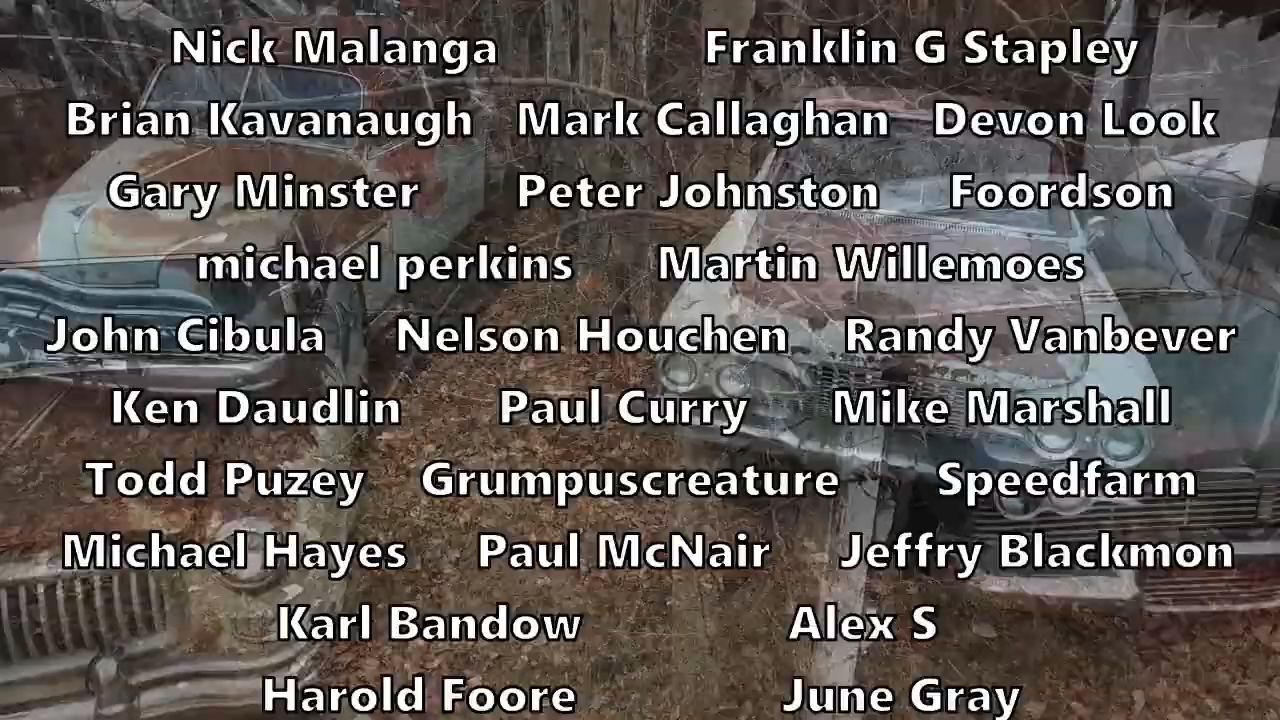 Nick Malanga Franklin G Stapley
Brian Kavanaugh Mark Callaghan Devon Look
Gary Minster Peter Johnston Foordson
michael perkins Martin Willemoes
John Cibula Nelson Houchen Randy Vanbever
Ken Daudlin Paul Curry Mike Marshall
Todd Puzey Grumpuscreature Speedfarm
Michael Hayes Paul McNair Jeffry Blackmon
Karl Bandow Alex S
Harold Foore June Gray